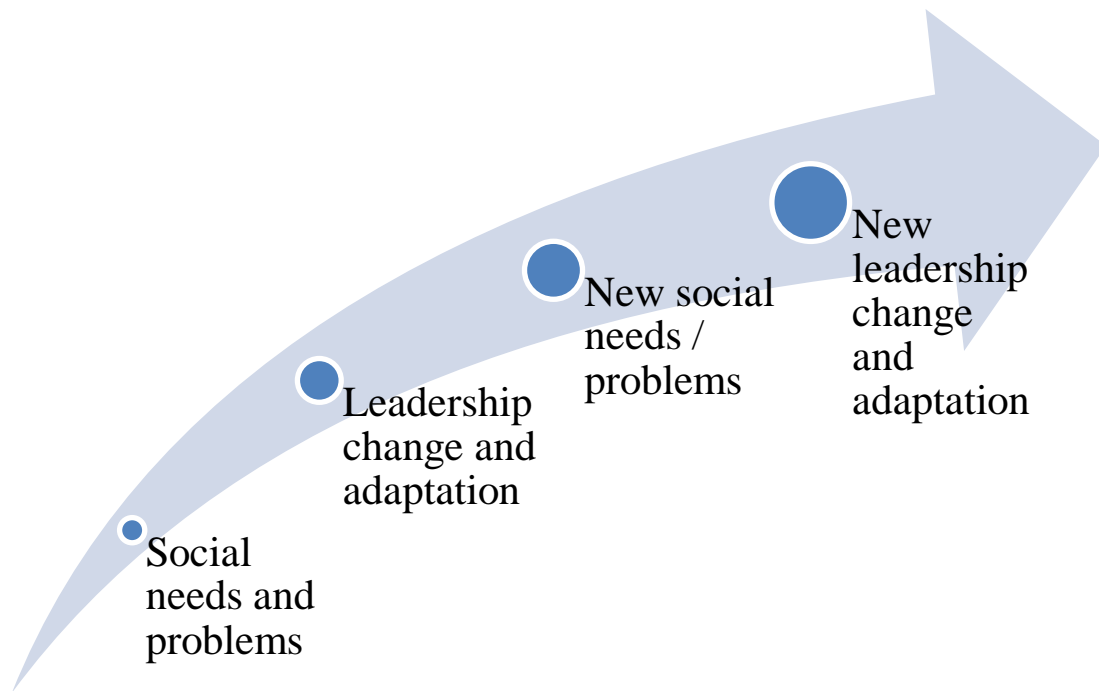 Social
needs and
problems
Leadership
change and
adaptation
New social
needs /
problems
New
leadership
change
and
adaptation